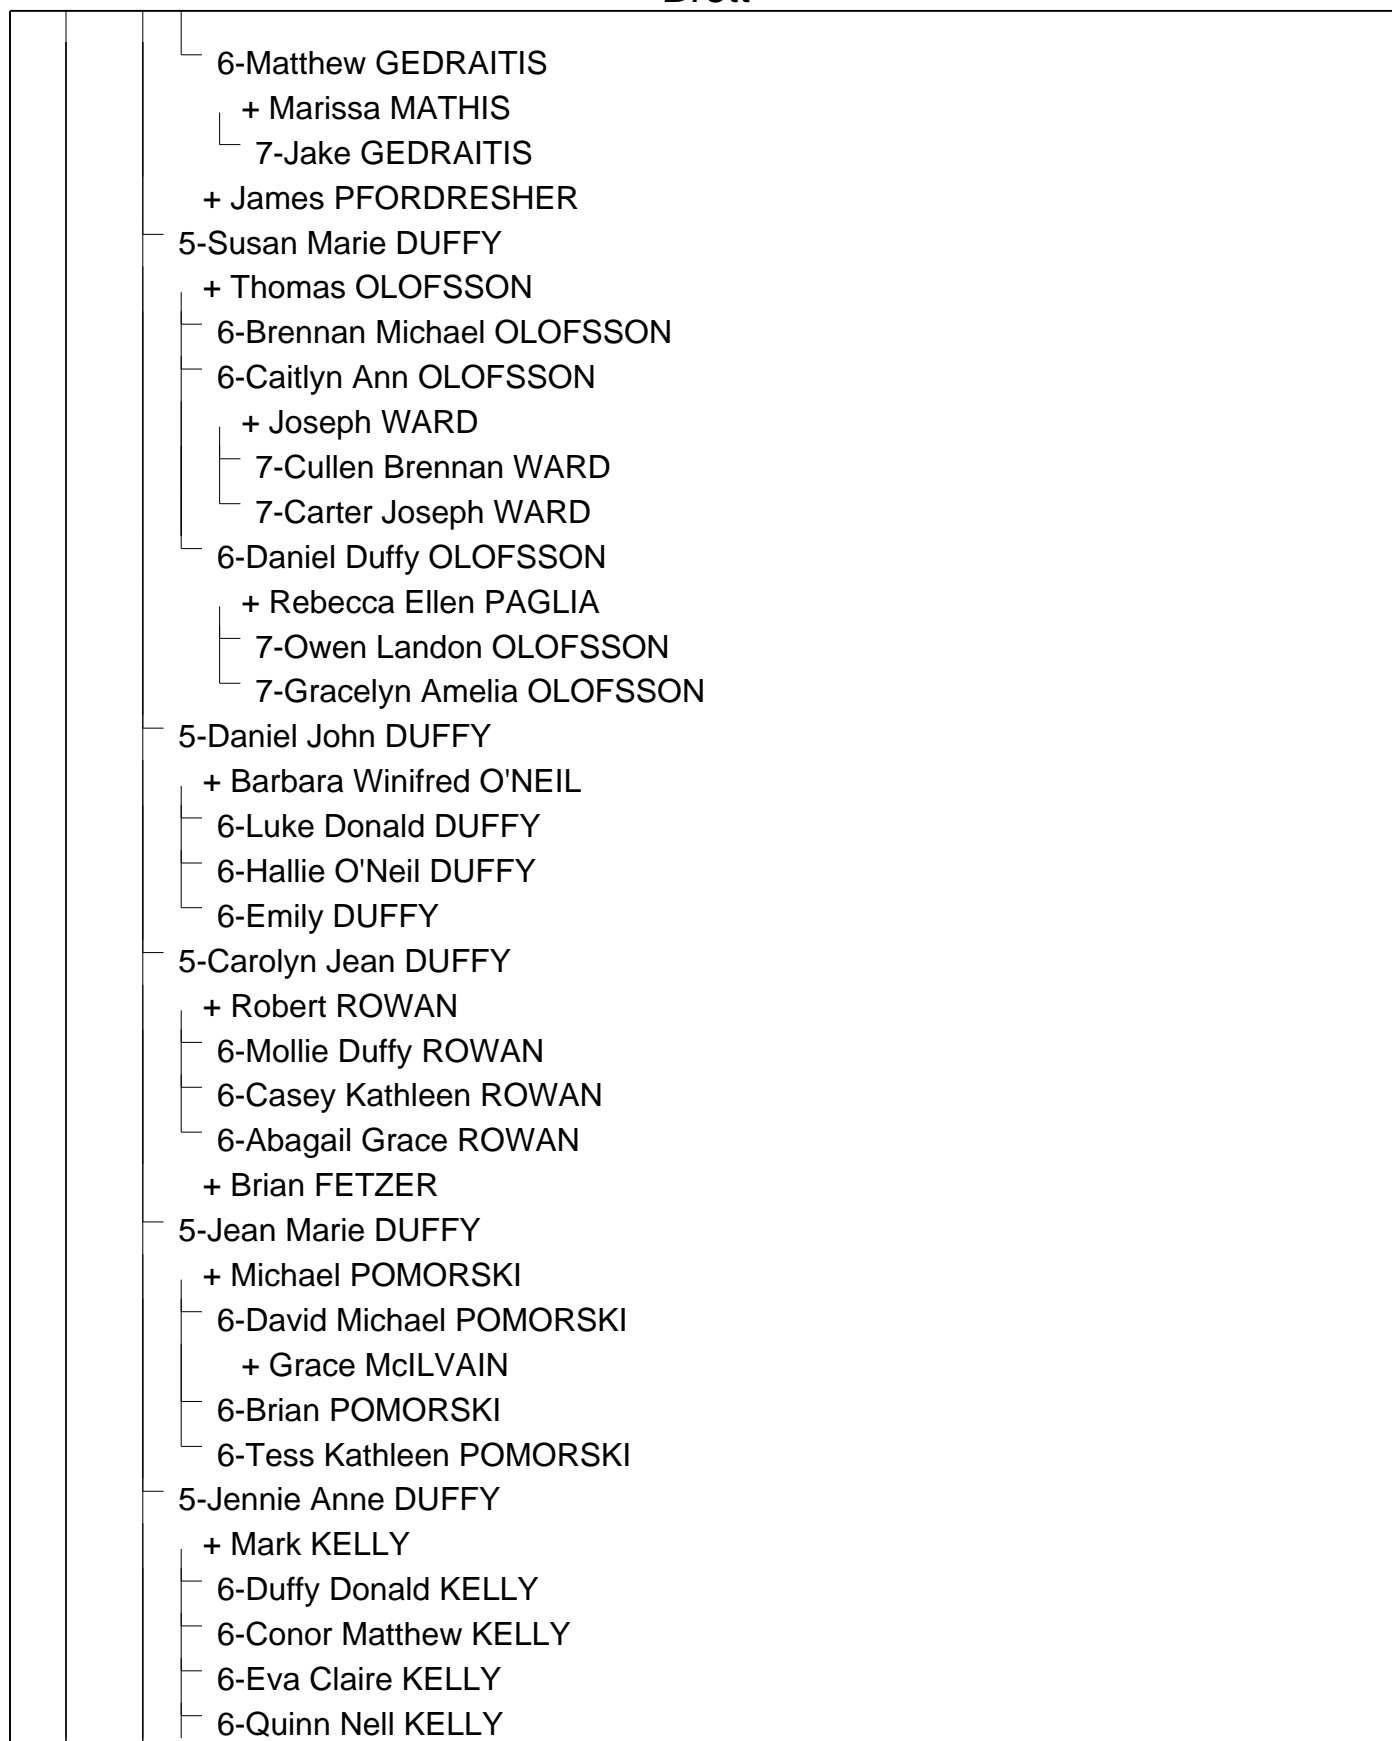 6-Matthew GEDRAITIS
+ Marissa MATHIS
7-Jake GEDRAITIS
+ James PFORDRESHER
5-Susan Marie DUFFY
+ Thomas OLOFSSON
6-Brennan Michael OLOFSSON
6-Caitlyn Ann OLOFSSON
+ Joseph WARD
7-Cullen Brennan WARD
7-Carter Joseph WARD
6-Daniel Duffy OLOFSSON
+ Rebecca Ellen PAGLIA
7-Owen Landon OLOFSSON
7-Gracelyn Amelia OLOFSSON
5-Daniel John DUFFY
+ Barbara Winifred O'NEIL
6-Luke Donald DUFFY
6-Hallie O'Neil DUFFY
6-Emily DUFFY
5-Carolyn Jean DUFFY
+ Robert ROWAN
6-Mollie Duffy ROWAN
6-Casey Kathleen ROWAN
6-Abagail Grace ROWAN
+ Brian FETZER
5-Jean Marie DUFFY
+ Michael POMORSKI
6-David Michael POMORSKI
+ Grace McILVAIN
6-Brian POMORSKI
6-Tess Kathleen POMORSKI
5-Jennie Anne DUFFY
+ Mark KELLY
6-Duffy Donald KELLY
6-Conor Matthew KELLY
6-Eva Claire KELLY
6-Quinn Nell KELLY